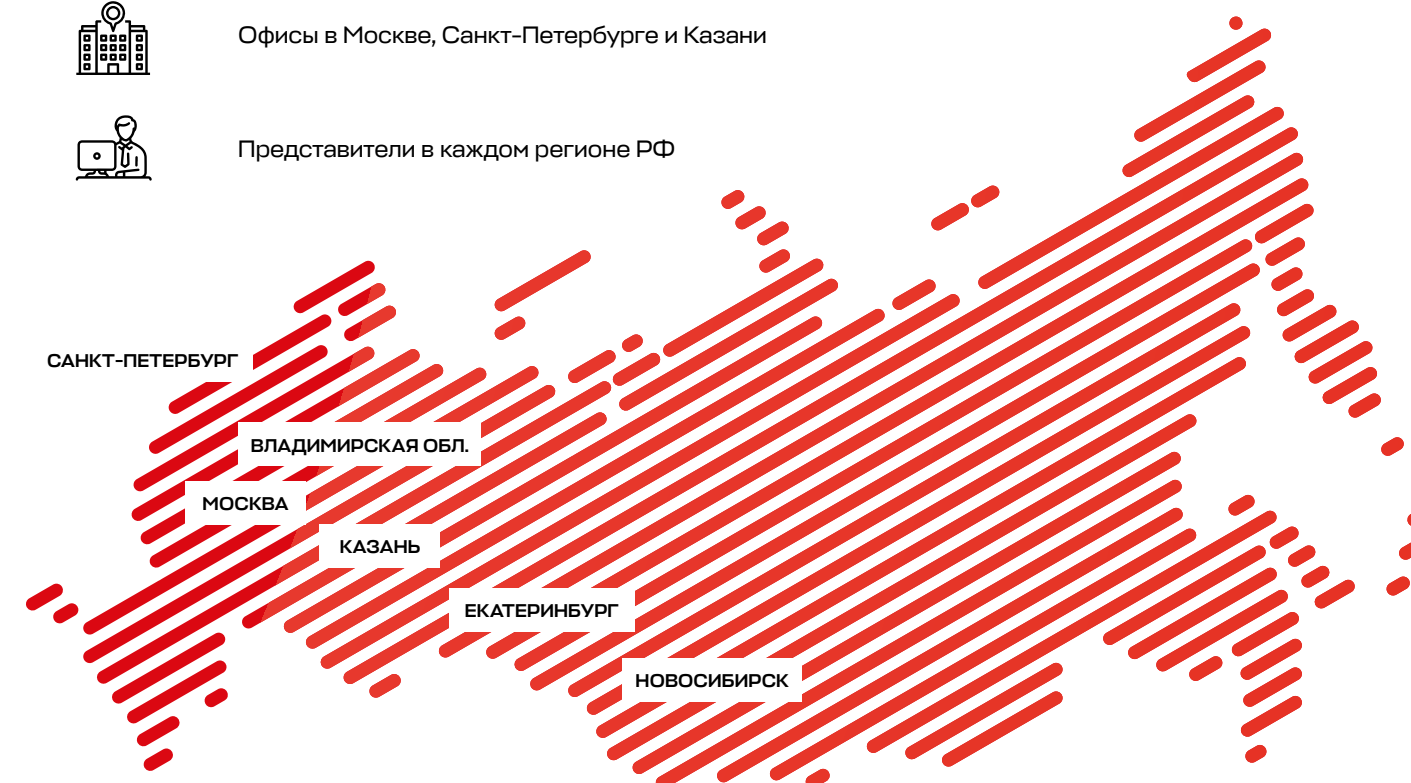 Офисы в Москве, Санкт-Петербурге и Казани
Представители в каждом регионе РФ
САНКТ-ПЕТЕРБУРГ
ВЛАДИМИРСКАЯ ОБЛ.
МОСКВА
КАЗАНЬ
ЕКАТЕРИНБУРГ
НОВОСИБИРСК